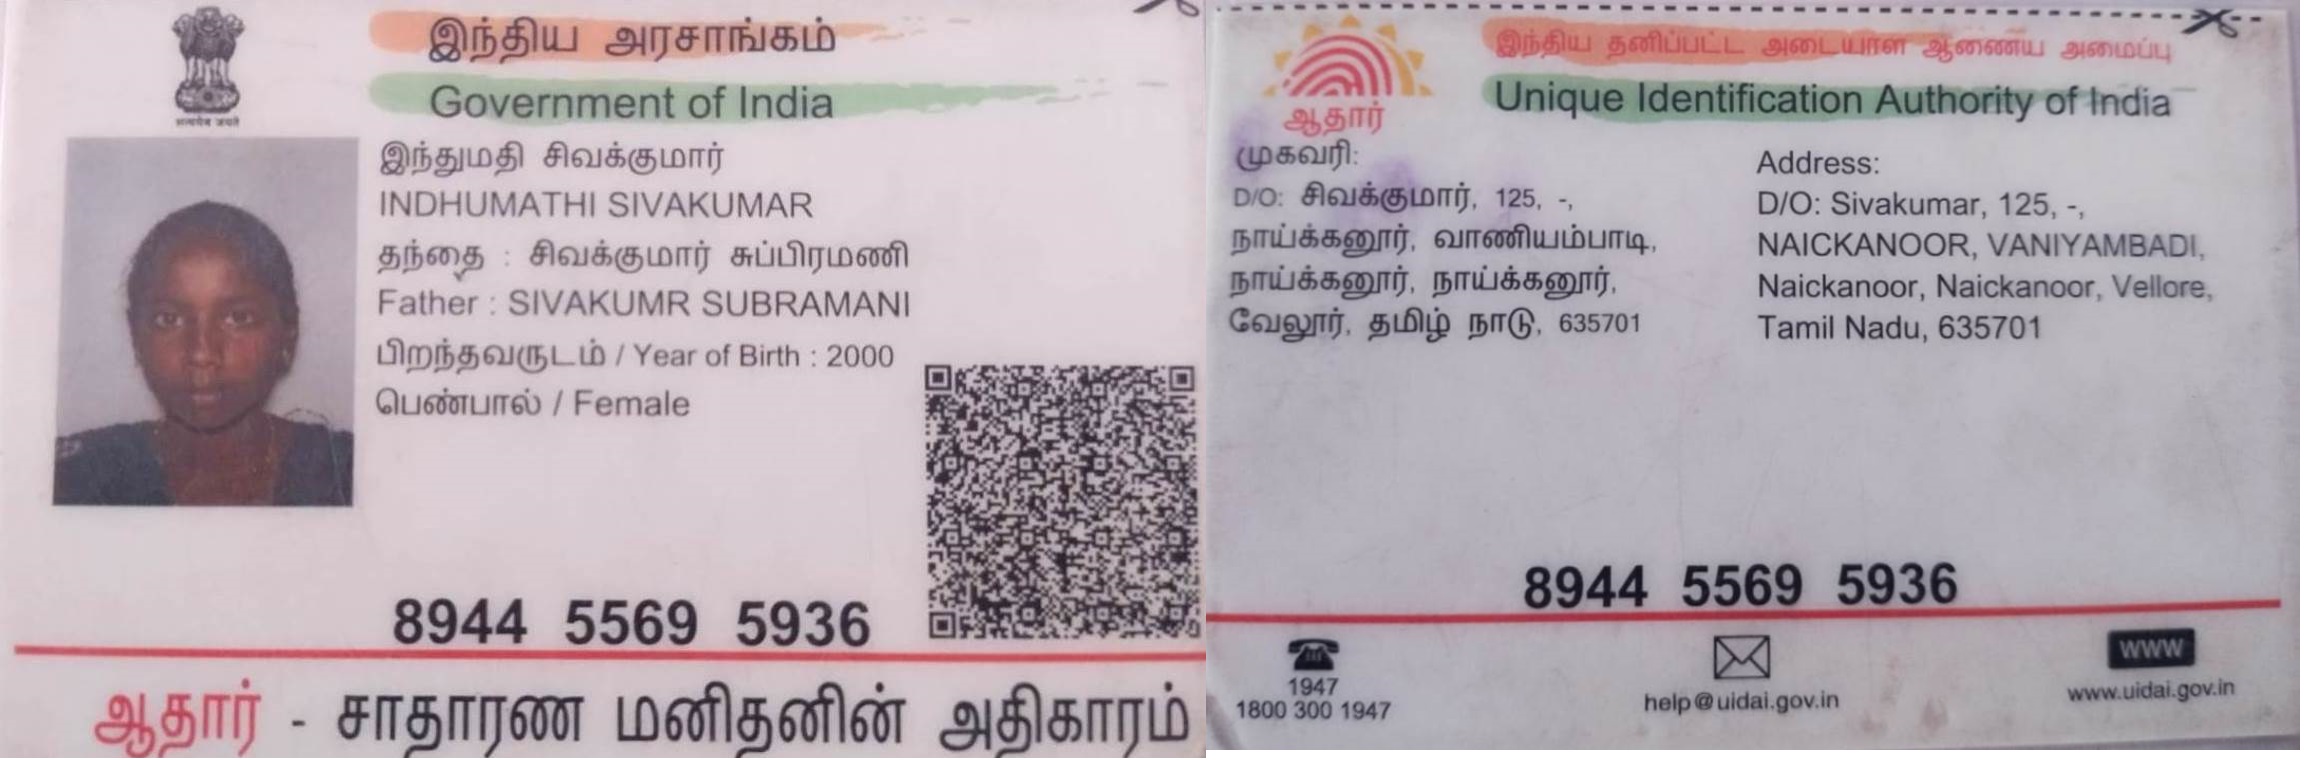 இந்திய அரசாங்கம்
Government of India
सत्यमेव जयते
இந்துமதி சிவக்குமார்
INDHUMATHI SIVAKUMAR
தந்தை : சிவக்குமார் சுப்பிரமணி
Father : SIVAKUMR SUBRAMANI
பிறந்தவருடம் / Year of Birth : 2000
பெண்பால் / Female
8944 5569 5936
ஆதார் - சாதாரண மனிதனின் அதிகாரம்
இந்திய தனிப்பட்ட அடையாள ஆணைய அமைப்பு
Unique Identification Authority of India
ஆதார்
முகவரி:
D/O: சிவக்குமார், 125, -,
நாய்க்கனூர், வாணியம்பாடி,
நாய்க்கனூர், நாய்க்கனூர்,
வேலூர், தமிழ் நாடு, 635701
Address:
D/O: Sivakumar, 125, -,
NAICKANOOR, VANIYAMBADI,
Naickanoor, Naickanoor, Vellore,
Tamil Nadu, 635701
8944 5569 5936
1947
1800 300 1947
help@uidai.gov.in
WWW
www.uidai.gov.in